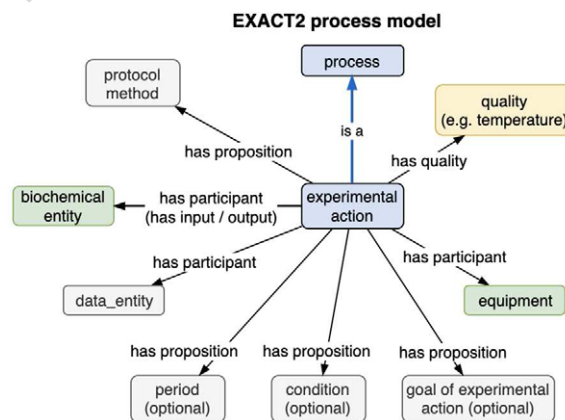 EXACT2 process model
process
protocol
method
quality
(e.g. temperature)
is a
has proposition
has quality
biochemical
entity
has participant
(has input / output)
experimental
action
has participant
has participant
data_entity
equipment
has proposition
has proposition
has proposition
period
(optional)
condition
(optional)
goal of experimental
action (optional)